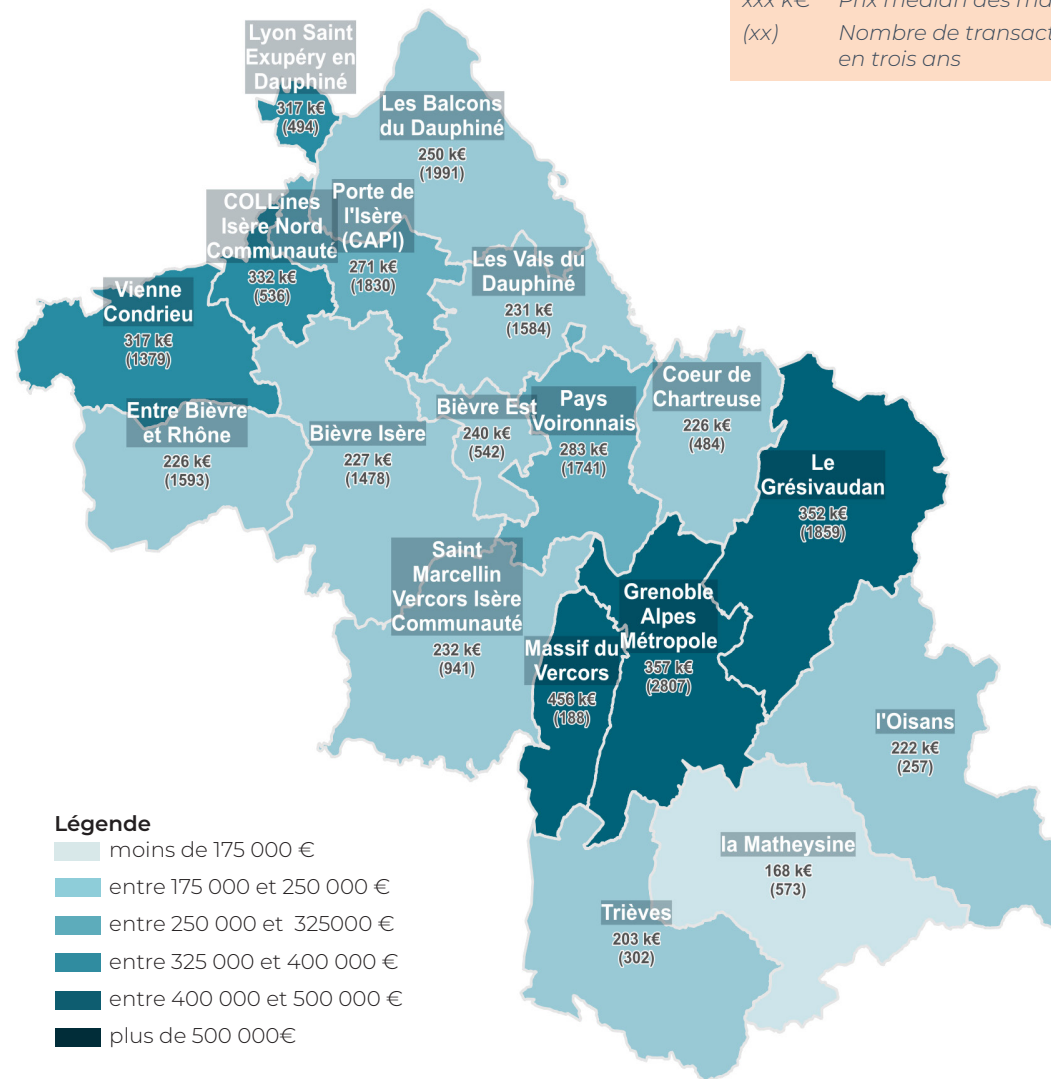 xxx k€ Prix médian des
(xx) Nombre de
en trois ans
Lyon Saint
Exupéry en
Dauphiné
317 k€
(494)
Les Balcons
du Dauphiné
250 k€
(1991)
COLLines
Isère Nord
Communauté
332 k€
(536)
Porte de
l'Isère
(CAPI)
271 k€
(1830)
Les Vals du
Dauphiné
231 k€
(1584)
Vienne
Condrieu
317 k€
(1379)
Entre Bièvre
et Rhône
226 k€
(1593)
Bièvre Isère
227 k€
(1478)
Bièvre Est
240 k€
(542)
Pays
Voironnais
283 k€
(1741)
Coeur de
Chartreuse
226 k€
(484)
Le
Grésivaudan
352 k€
(1859)
Saint
Marcellin
Vercors Isère
Communauté
232 k€
(941)
Massif du
Vercors
456 k€
(188)
Grenoble
Alpes
Métropole
357 k€
(2807)
l'Oisans
222 k€
(257)
la Matheysine
168 k€
(573)
Trièves
203 k€
(302)
Légende
moins de 175 000 €
entre 175 000 et 250 000 €
entre 250 000 et 325000 €
entre 325 000 et 400 000 €
entre 400 000 et 500 000 €
plus de 500 000€